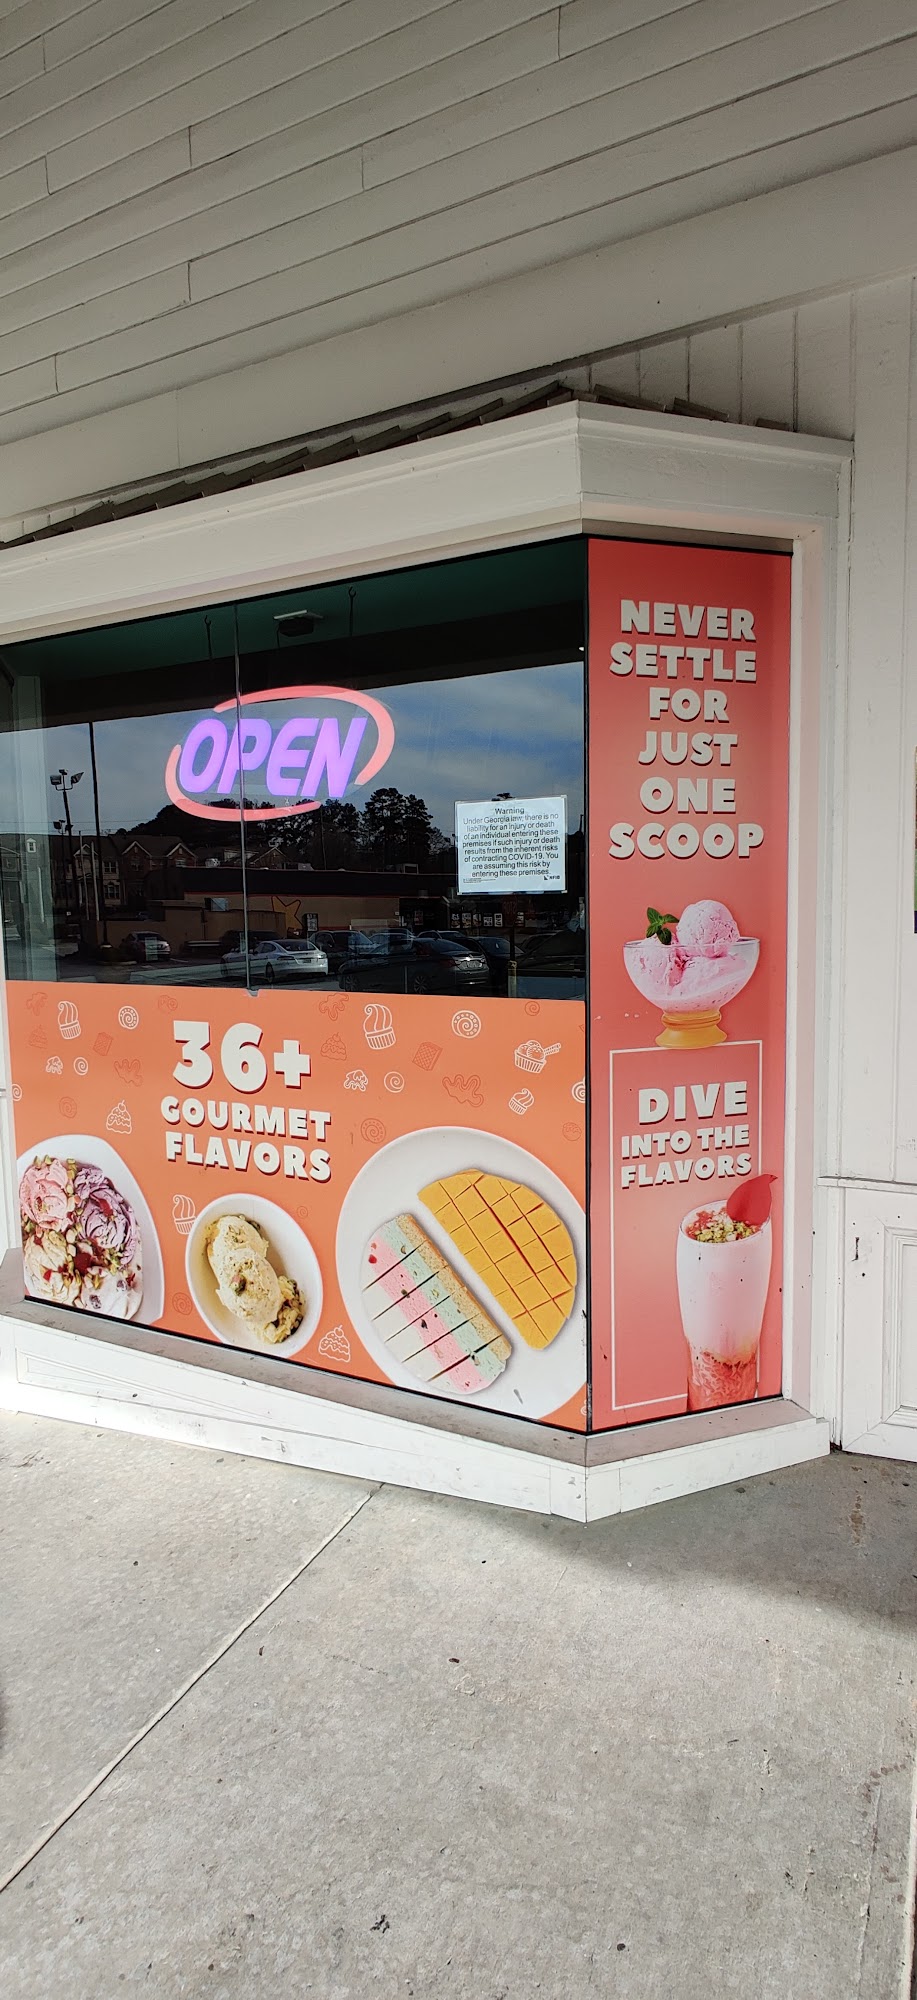 OPEN
Warning
Under Georgia law, there is no
liability for an injury or death
of an individual entering these
premises if such injury or death
results from the inherent risks
of contracting COVID-19. You
are assuming this risk by
entering these premises.
NFIB
36+
GOURMET
FLAVORS
NEVER
SETTLE
FOR
JUST
ONE
SCOOP
DIVE
INTO THE
FLAVORS